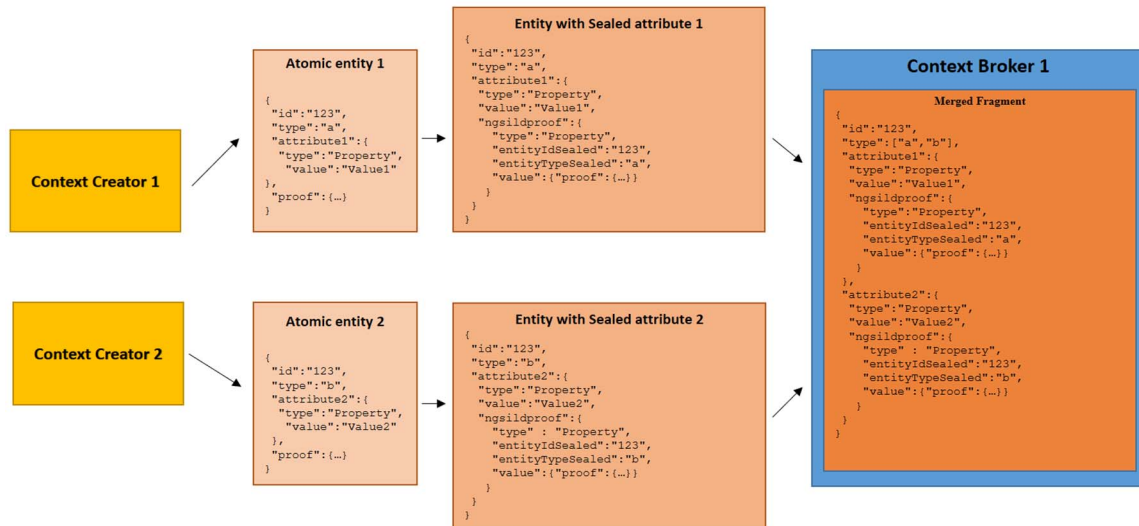 Context Creator 1
Atomic entity 1
{
"id":"123",
"type":"a",
"attribute1":{
"type":"Property",
"value":"Value1"
},
"proof":{…}
}
Entity with Sealed attribute 1
{
"id":"123",
"type":"a",
"attribute1":{
"type":"Property",
"value":"Value1",
"ngsildproof":{
"type":"Property",
"entityIdSealed":"123",
"entityTypeSealed":"a",
"value":{"proof":{…}}
}
}
}
Context Creator 2
Atomic entity 2
{
"id":"123",
"type":"b",
"attribute2":{
"type":"Property",
"value":"Value2"
},
"proof":{…}
}
Entity with Sealed attribute 2
{
"id":"123",
"type":"b",
"attribute2":{
"type":"Property",
"value":"Value2",
"ngsildproof":{
"type" : "Property",
"entityIdSealed":"123",
"entityTypeSealed":"b",
"value":{"proof":{…}}
}
}
}
Context Broker 1
Merged Fragment
{
"id":"123",
"type":["a","b"],
"attribute1":{
"type":"Property",
"value":"Value1",
"ngsildproof":{
"type":"Property",
"entityIdSealed":"123",
"entityTypeSealed":"a",
"value":{"proof":{…}}
}
},
"attribute2":{
"type":"Property",
"value":"Value2",
"ngsildproof":{
"type" : "Property",
"entityIdSealed":"123",
"entityTypeSealed":"b",
"value":{"proof":{…}}
}
}
}